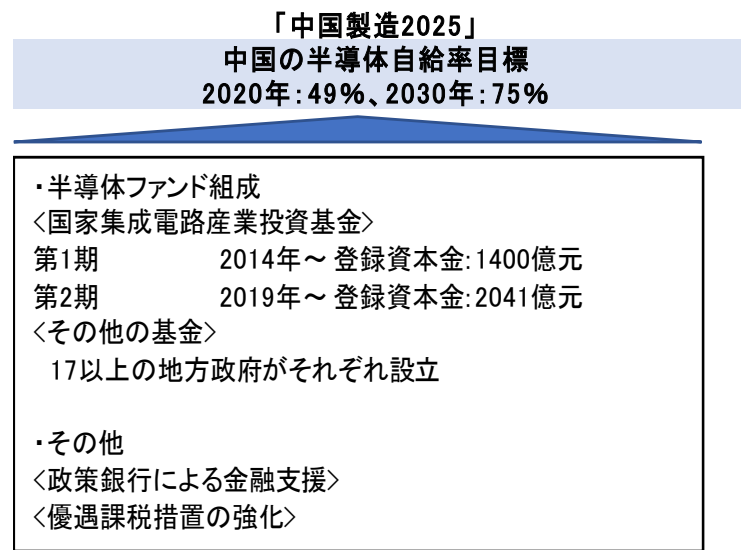 「中国製造2025」
中国の半導体自給率目標
2020年：49%、2030年：75%
・半導体ファンド組成
<国家集成電路産業投資基金>
第1期 2014年～ 登録資本金：1400億元
第2期 2019年～ 登録資本金：2041億元
<その他の基金>
17以上の地方政府がそれぞれ設立
・その他
<政策銀行による金融支援>
<優遇課税措置の強化>